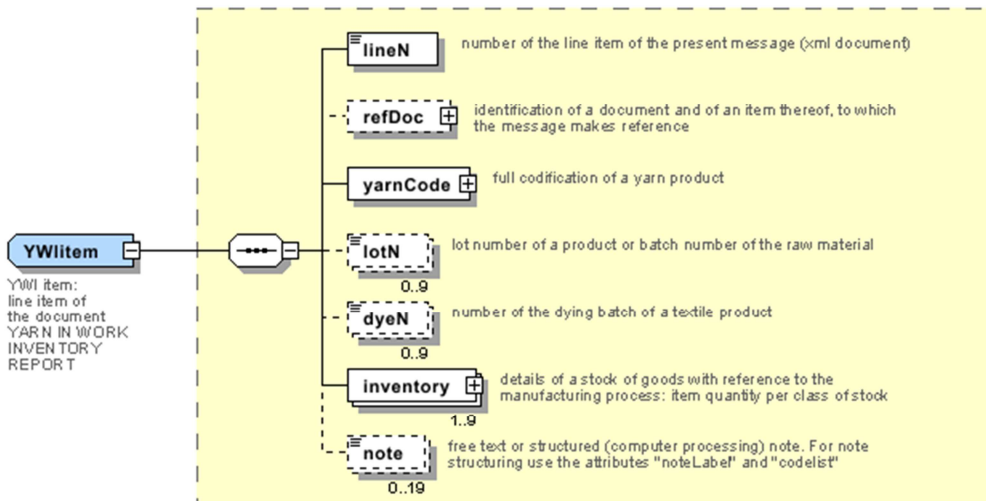 lineN
number of the line item of the present message (xml document)
refDoc
identification of a document and of an item thereof, to which
the message makes reference
yarnCode
full codification of a yarn product
YWIitem
YWI item:
line item of
the document
YARN IN WORK
INVENTORY
REPORT
lotN
lot number of a product or batch number of the raw material
0..9
dyeN
number of the dying batch of a textile product
0..9
inventory
details of a stock of goods with reference to the
manufacturing process: item quantity per class of stock
1..9
note
free text or structured (computer processing) note. For note
structuring use the attributes "noteLabel" and "codelist"
0..19